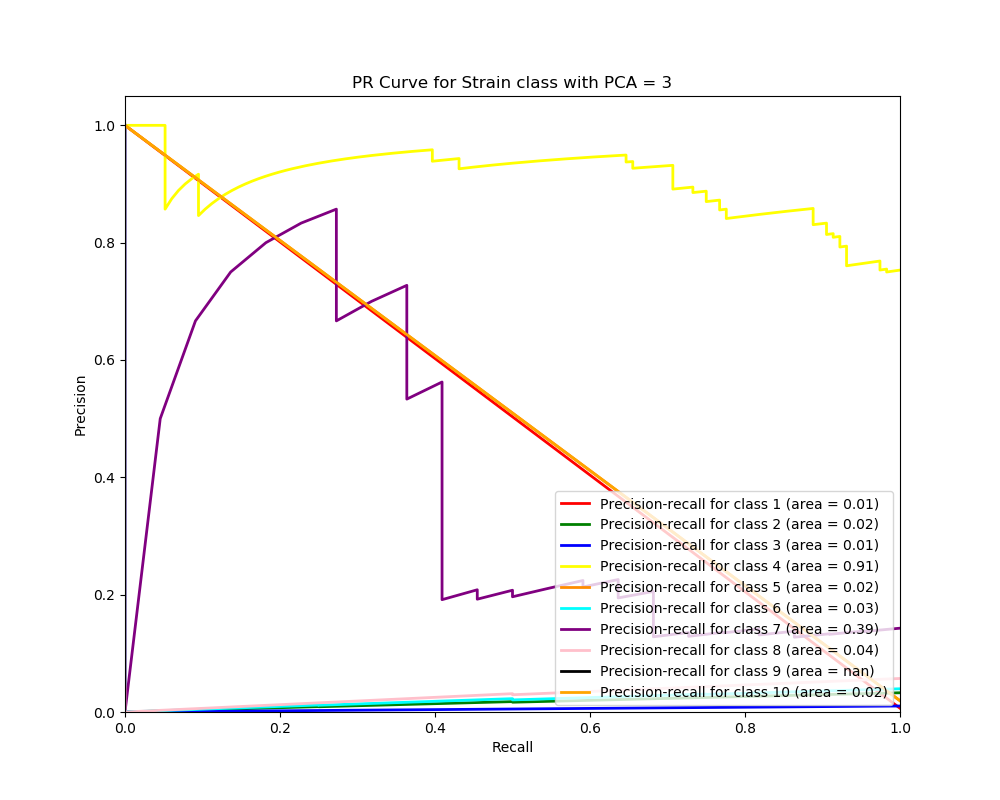 PR Curve for Strain class with PCA = 3
1.0
0.8
0.6
0.4
0.2
0.0
Precision
0.0 0.2 0.4 0.6 0.8 1.0
Recall
Precision-recall for class 1 (area = 0.01)
Precision-recall for class 2 (area = 0.02)
Precision-recall for class 3 (area = 0.01)
Precision-recall for class 4 (area = 0.91)
Precision-recall for class 5 (area = 0.02)
Precision-recall for class 6 (area = 0.03)
Precision-recall for class 7 (area = 0.39)
Precision-recall for class 8 (area = 0.04)
Precision-recall for class 9 (area = nan)
Precision-recall for class 10 (area = 0.02)